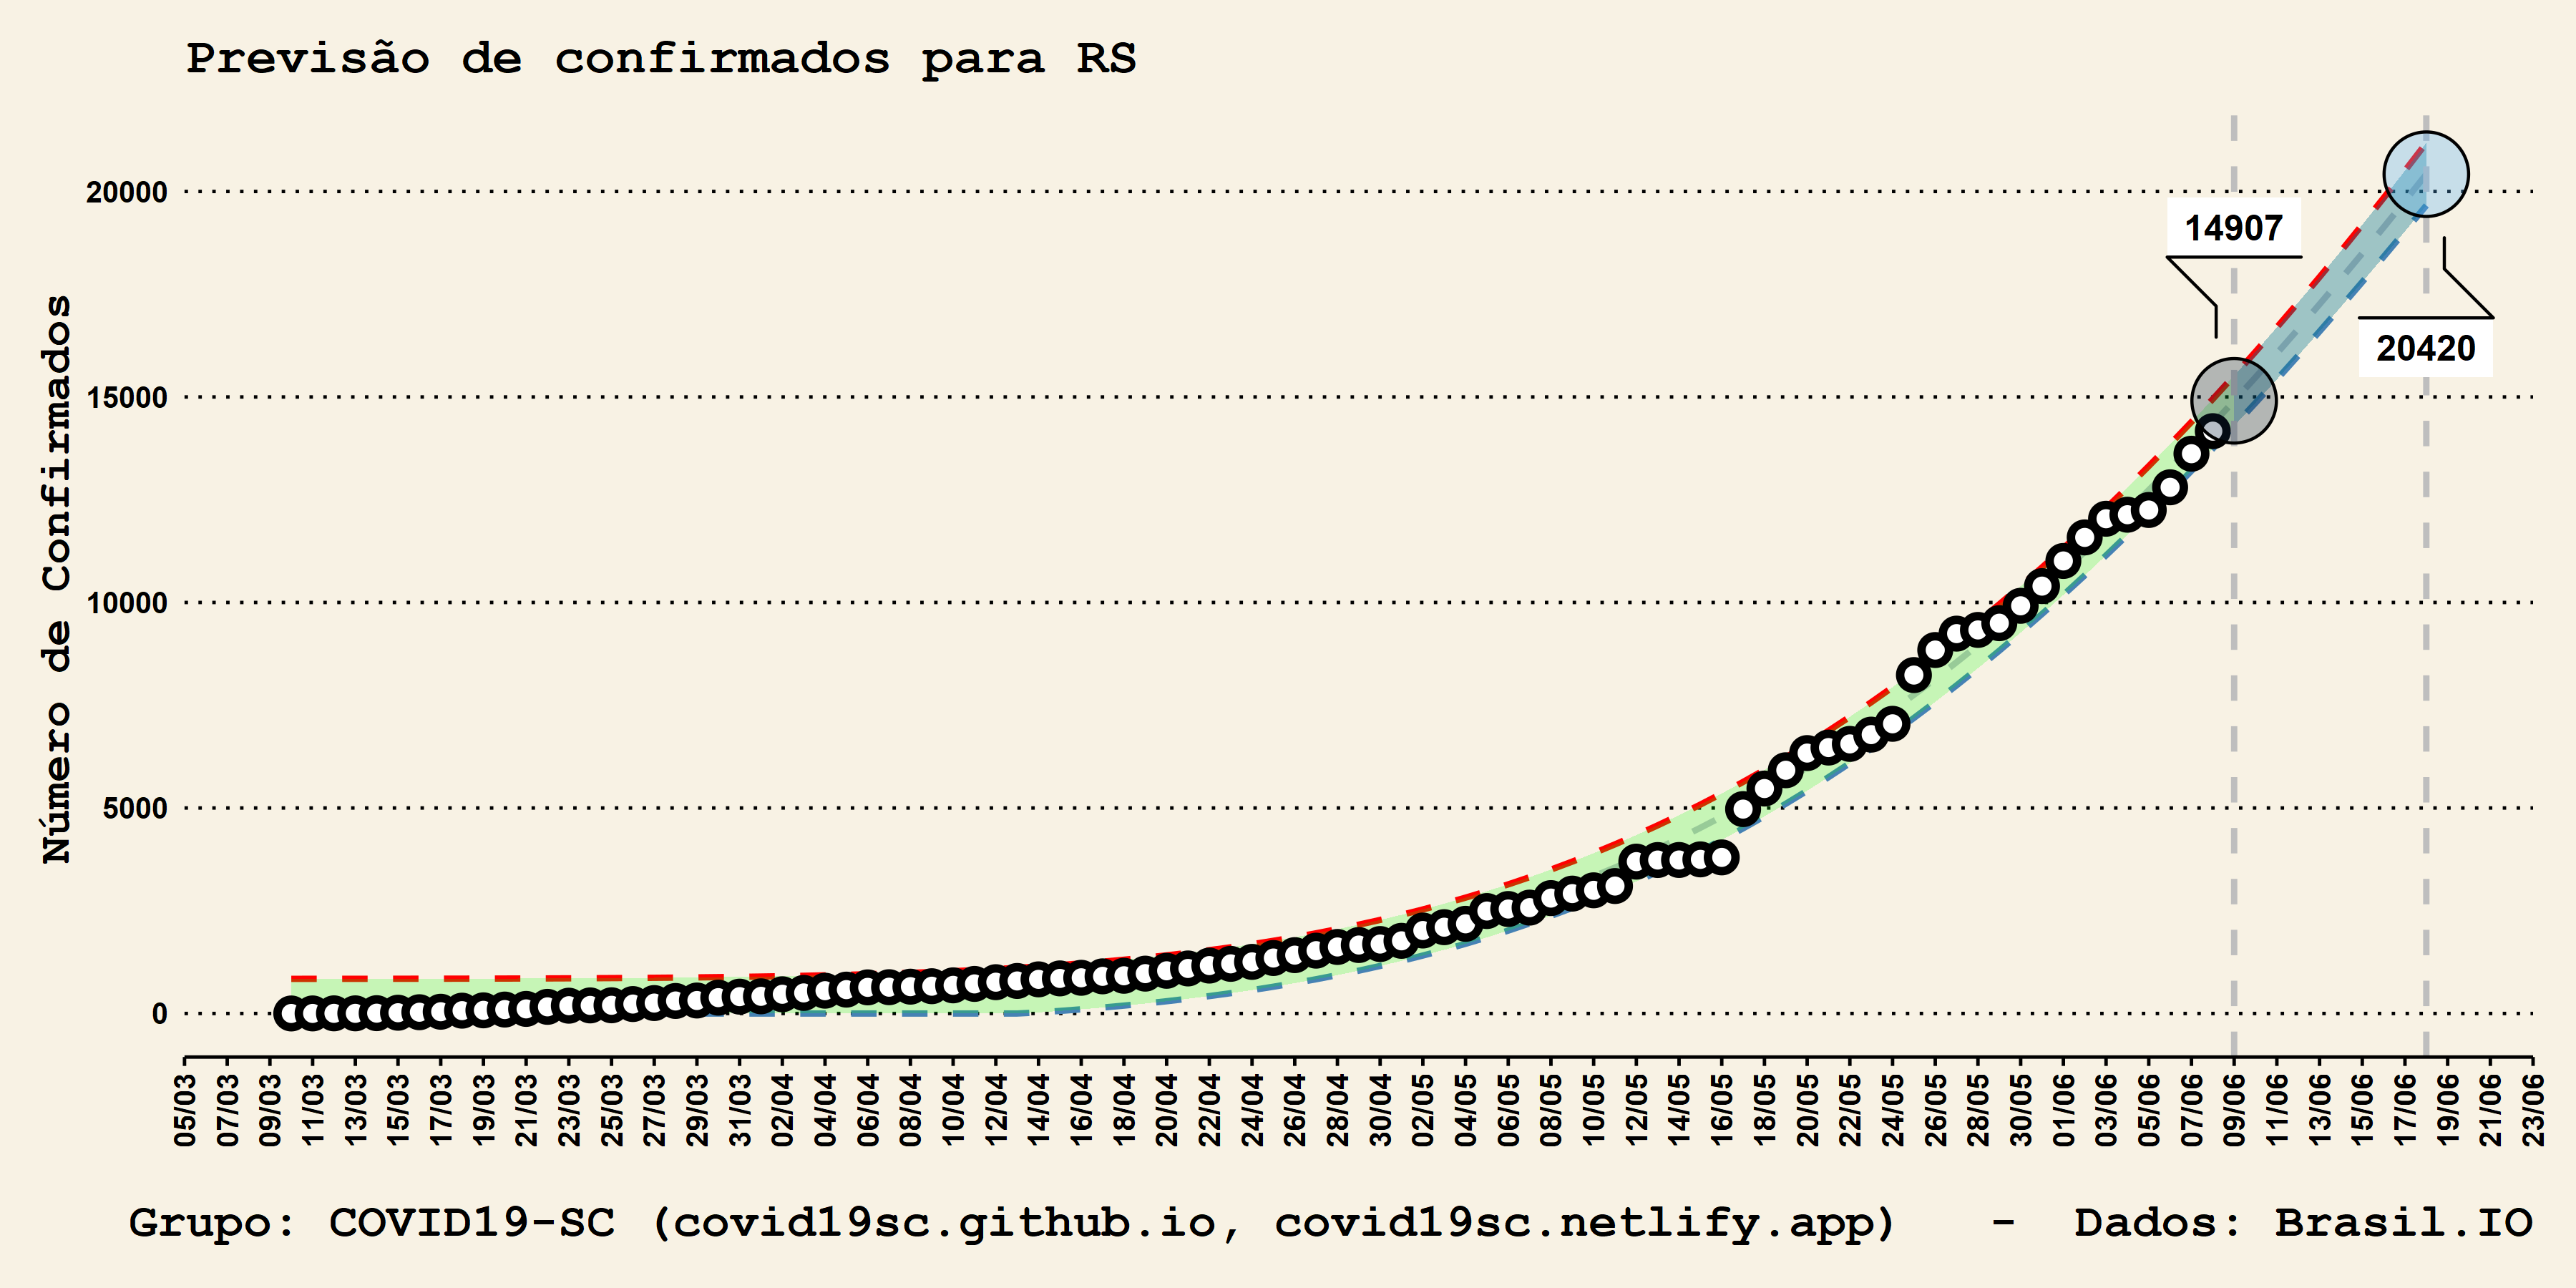 Previsão de confirmados para RS
Número de Confirmados
20000
15000
10000
5000
0
14907
20420
05/03 07/03 09/03 11/03 13/03 15/03 17/03 19/03 21/03 23/03 25/03 27/03 29/03 31/03 02/04 04/04 06/04 08/04 10/04 12/04 14/04 16/04 18/04 20/04 22/04 24/04 26/04 28/04 30/04 02/05 04/05 06/05 08/05 10/05 12/05 14/05 16/05 18/05 20/05 22/05 24/05 26/05 28/05 30/05 01/06 03/06 05/06 07/06 09/06 11/06 13/06 15/06 17/06 19/06 21/06 23/06
Grupo: COVID19-SC (covid19sc.github.io, covid19sc.netlify.app) - Dados: Brasil.IO